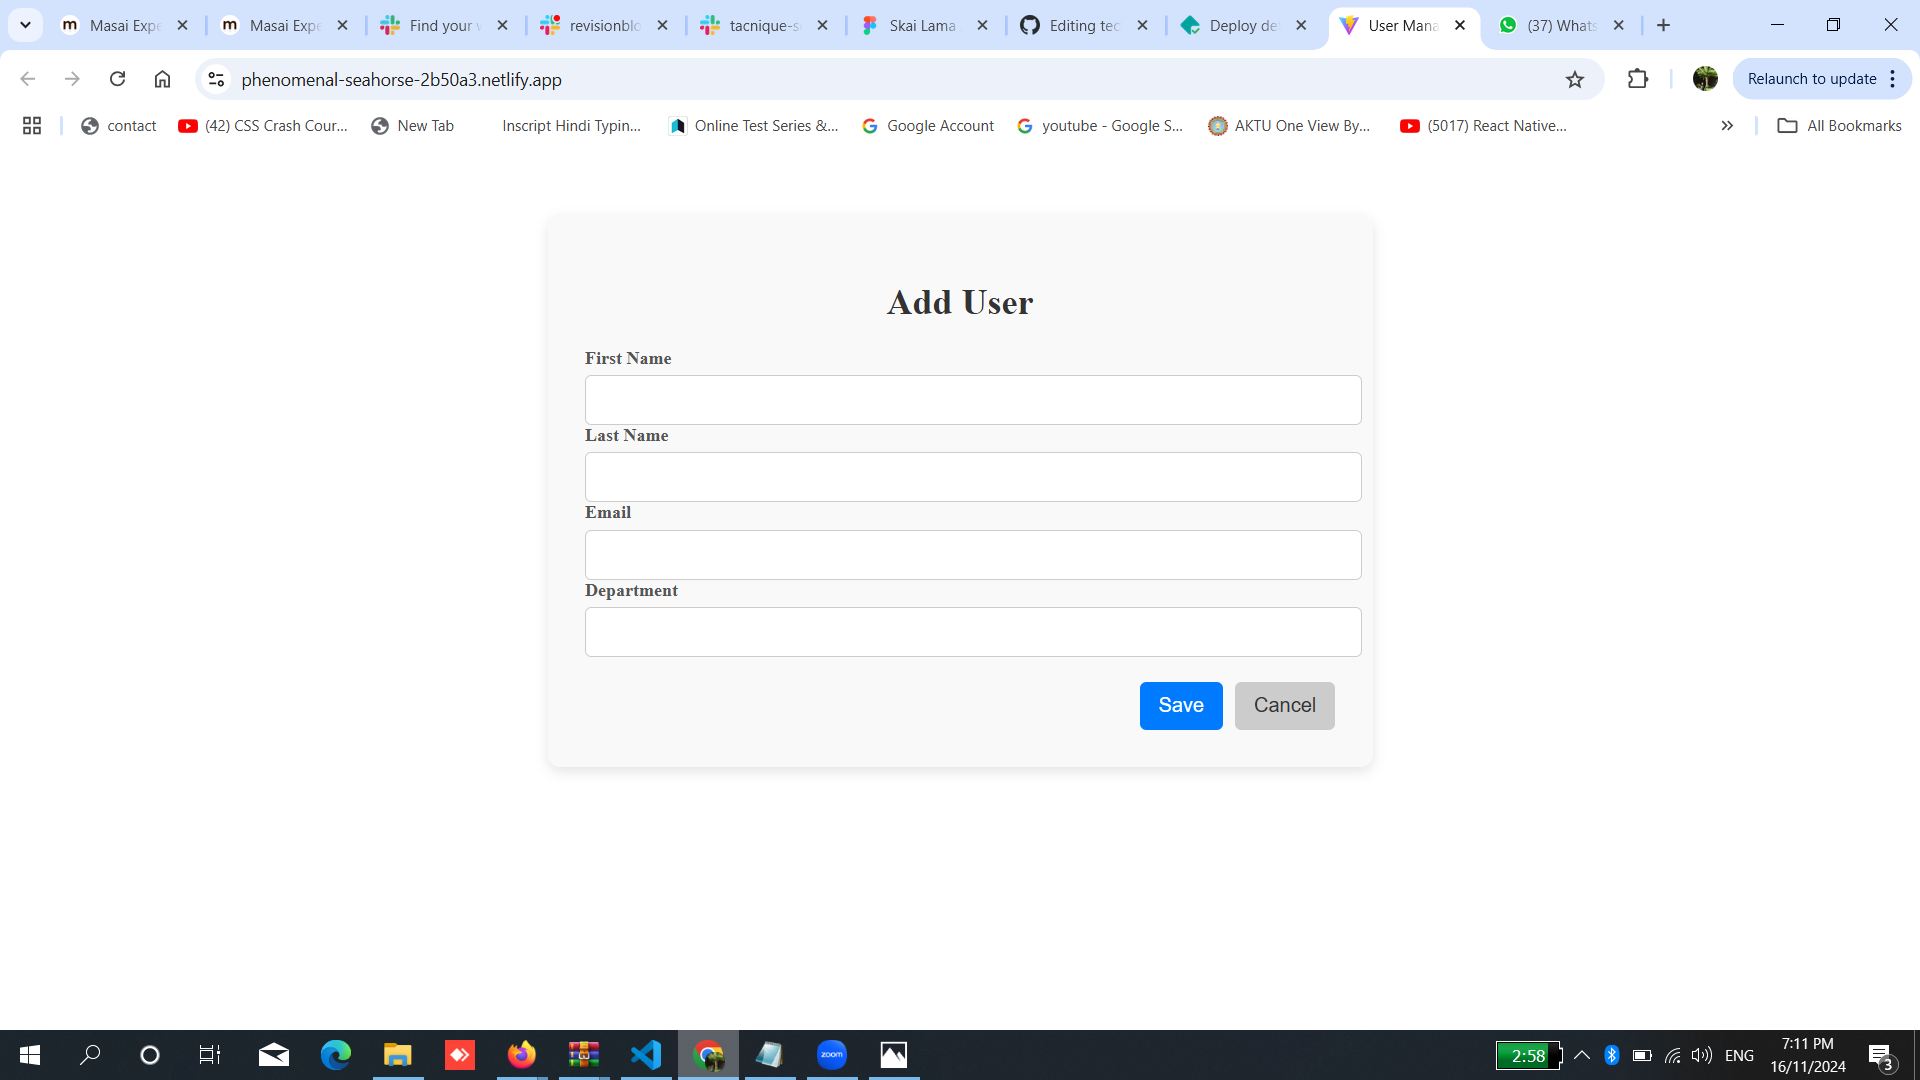 Masai Expe
Masai Expe
Find your w
revisionblo
tacnique-so
Skai Lama
Editing tec
Deploy det
User Mana
(37) Whats
phenomenal-seahorse-2b50a3.netlify.app
Relaunch to update
contact
(42) CSS Crash Cour...
New Tab
Inscript Hindi Typin...
Online Test Series &...
Google Account
youtube - Google S...
AKTU One View By...
(5017) React Native...
All Bookmarks
Add User
First Name
Last Name
Email
Department
Save
Cancel
zoom
2:58
ENG
7:11 PM
16/11/2024
3